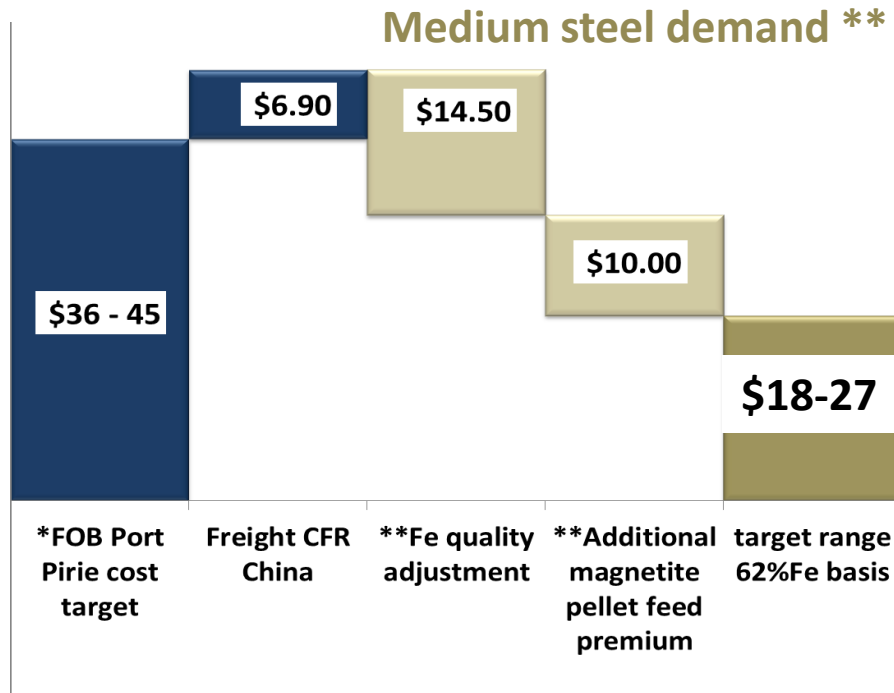 Medium steel demand **
$6.90
$14.50
$10.00
$36 - 45
$18-27
*FOB Port
Pirie cost
target
Freight CFR
China
**Fe quality
adjustment
**Additional
magnetite
pellet feed
premium
target range
62%Fe basis